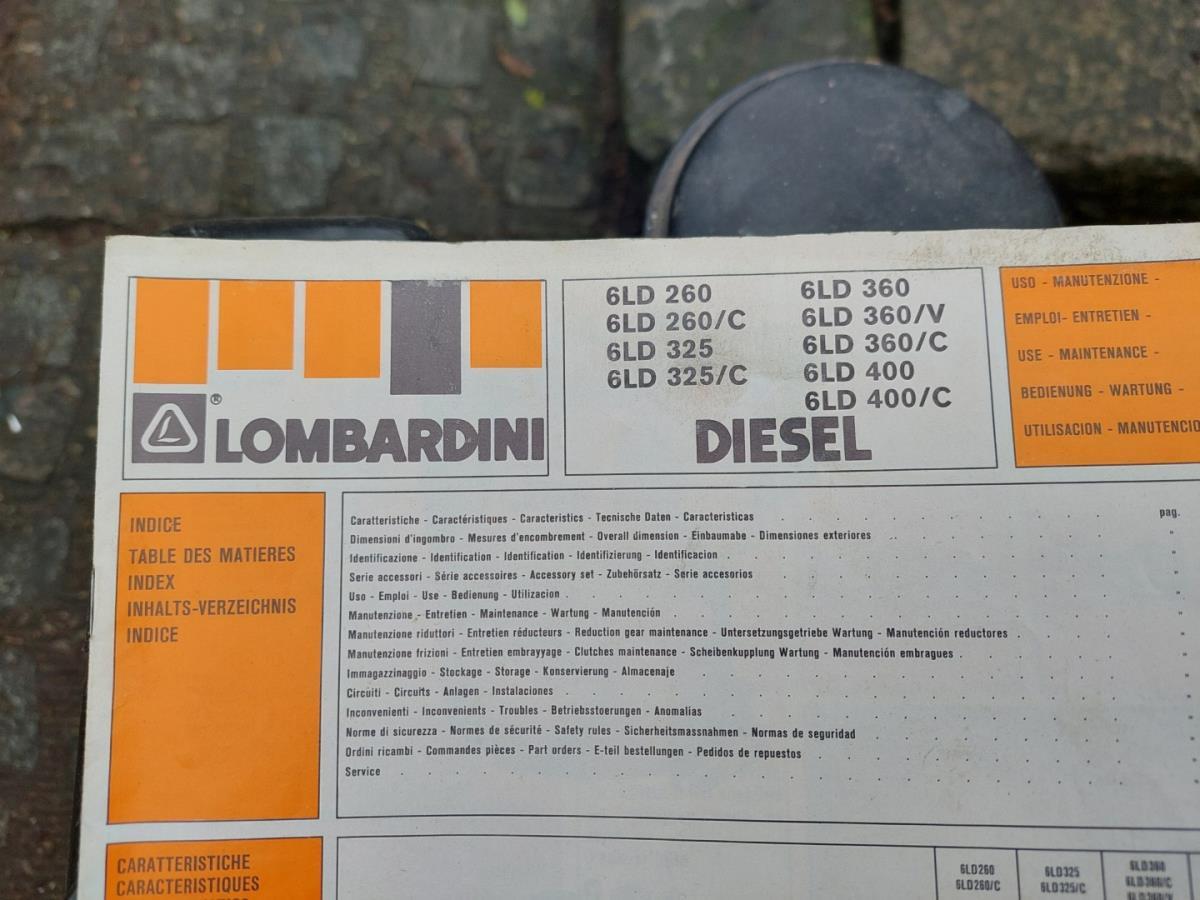 ® LOMBARDINI
6LD 260
6LD 260/C
6LD 325
6LD 325/C
6LD 360
6LD 360/V
6LD 360/C
6LD 400
6LD 400/C
DIESEL
USO - MANUTENZIONE -
EMPLOI- ENTRETIEN -
USE - MAINTENANCE -
BEDIENUNG - WARTUNG -
UTILISACION - MANUTENCIO
INDICE
TABLE DES MATIERES
INDEX
INHALTS-VERZEICHNIS
INDICE
pag.
Caratteristiche - Caractéristiques - Characteristics - Tecnische Daten - Caracteristicas
Dimensioni d'ingombro - Mesures d'encombrement - Overall dimension - Einbaumabe - Dimensiones exteriores
Identificazione - Identification - Identification - Identifizierung - Identificacion
Serie accessori - Série accessoires - Accessory set - Zubehörsatz - Serie accesorios
Uso - Emploi - Use - Bedienung - Utilizacion
Manutenzione - Entretien - Maintenance - Wartung - Manutención
Manutenzione riduttori - Entretien réducteurs - Reduction gear maintenance - Untersetzungsgetriebe Wartung - Manutención reductores
Manutenzione frizioni - Entretien embrayyage - Clutches maintenance - Scheibenkupplung Wartung - Manutención embragues
Immagazzinaggio - Stockage - Storage - Konservierung - Almacenaje
Circuiti - Circuits - Anlagen - Instalaciones
Inconvenienti - Inconvenients - Troubles - Betriebsstoerungen - Anomalias
Norme di sicurezza - Normes de sécurité - Safety rules - Sicherheitsmassnahmen - Normas de seguridad
Ordini ricambi - Commandes pièces - Part orders - E-teil bestellungen - Pedidos de repuestos
Service
CARATTERISTICHE
CARACTERISTIQUES
6LD260
6LD260/C
6LD325
6LD325/C
6LD360
6LD360/C